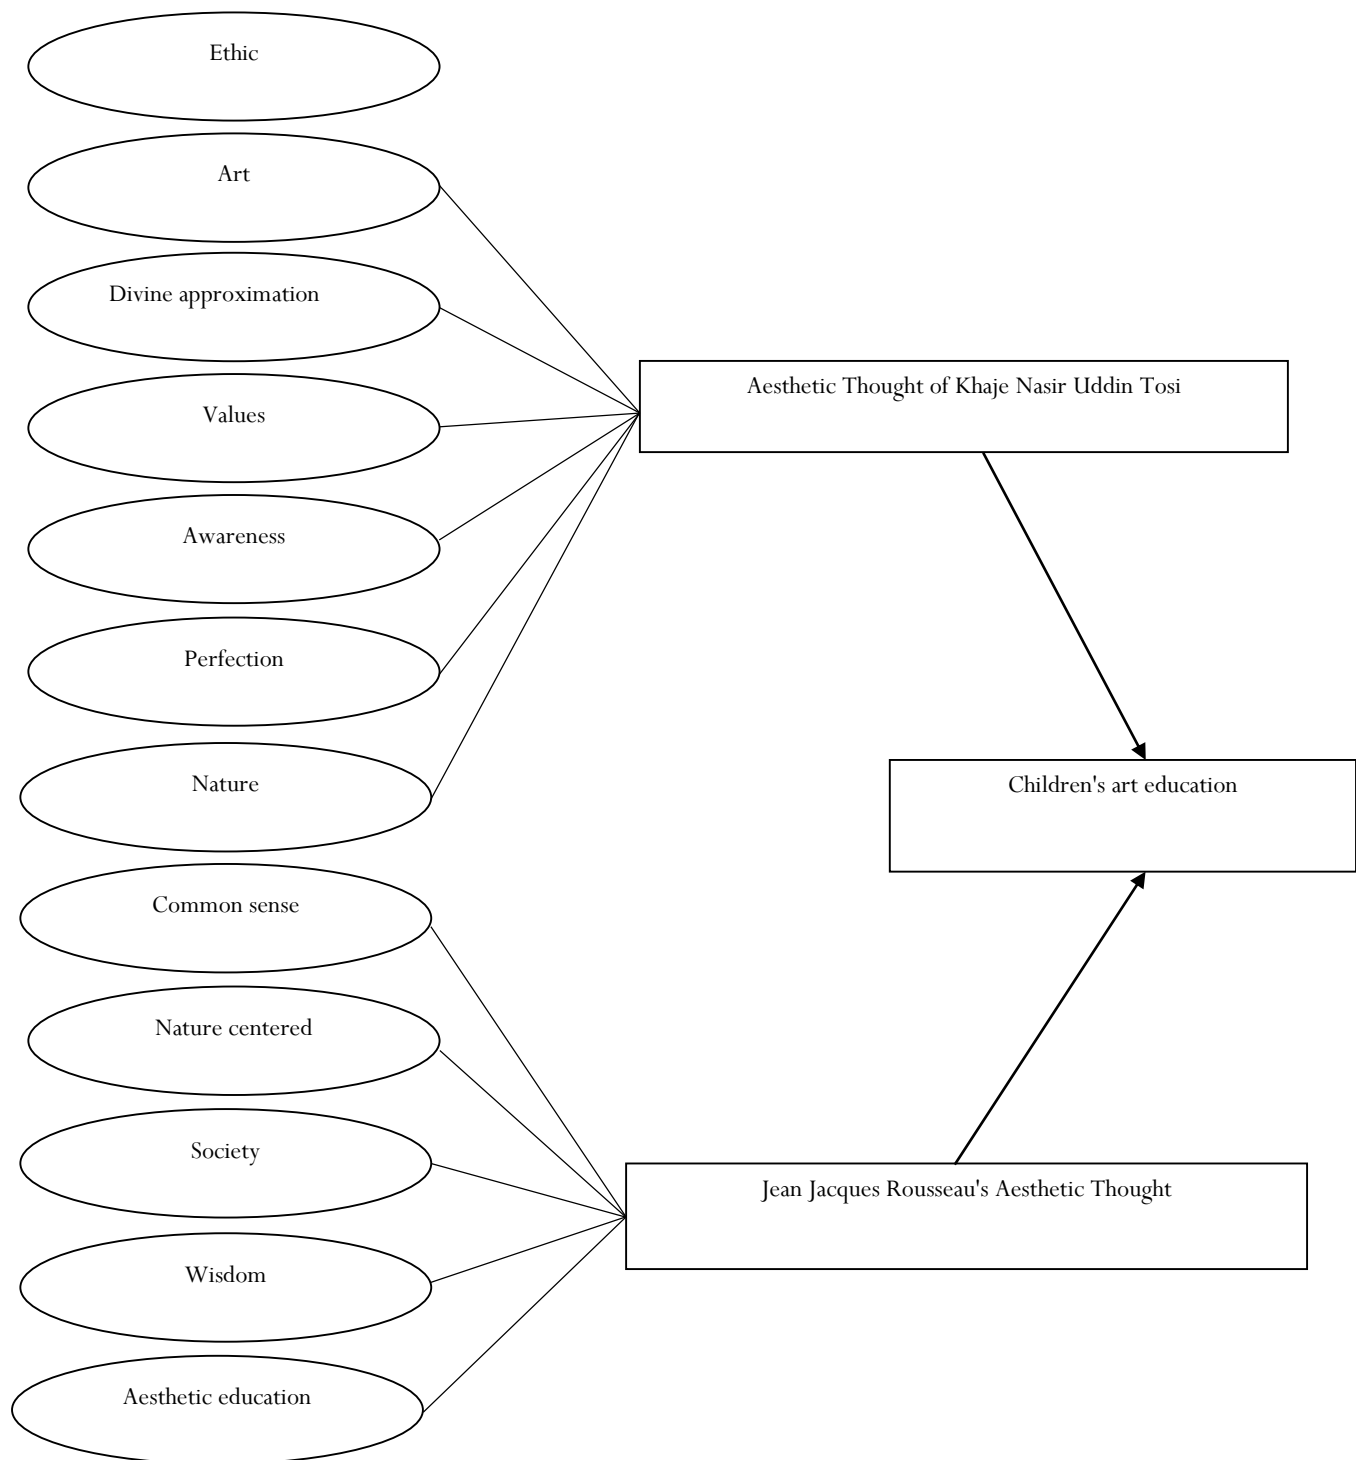 Ethic
Art
Divine approximation
Values
Awareness
Perfection
Nature
Common sense
Nature centered
Society
Wisdom
Aesthetic education
Aesthetic Thought of Khaje Nasir Uddin Tosi
Jean Jacques Rousseau's Aesthetic Thought
Children's art education